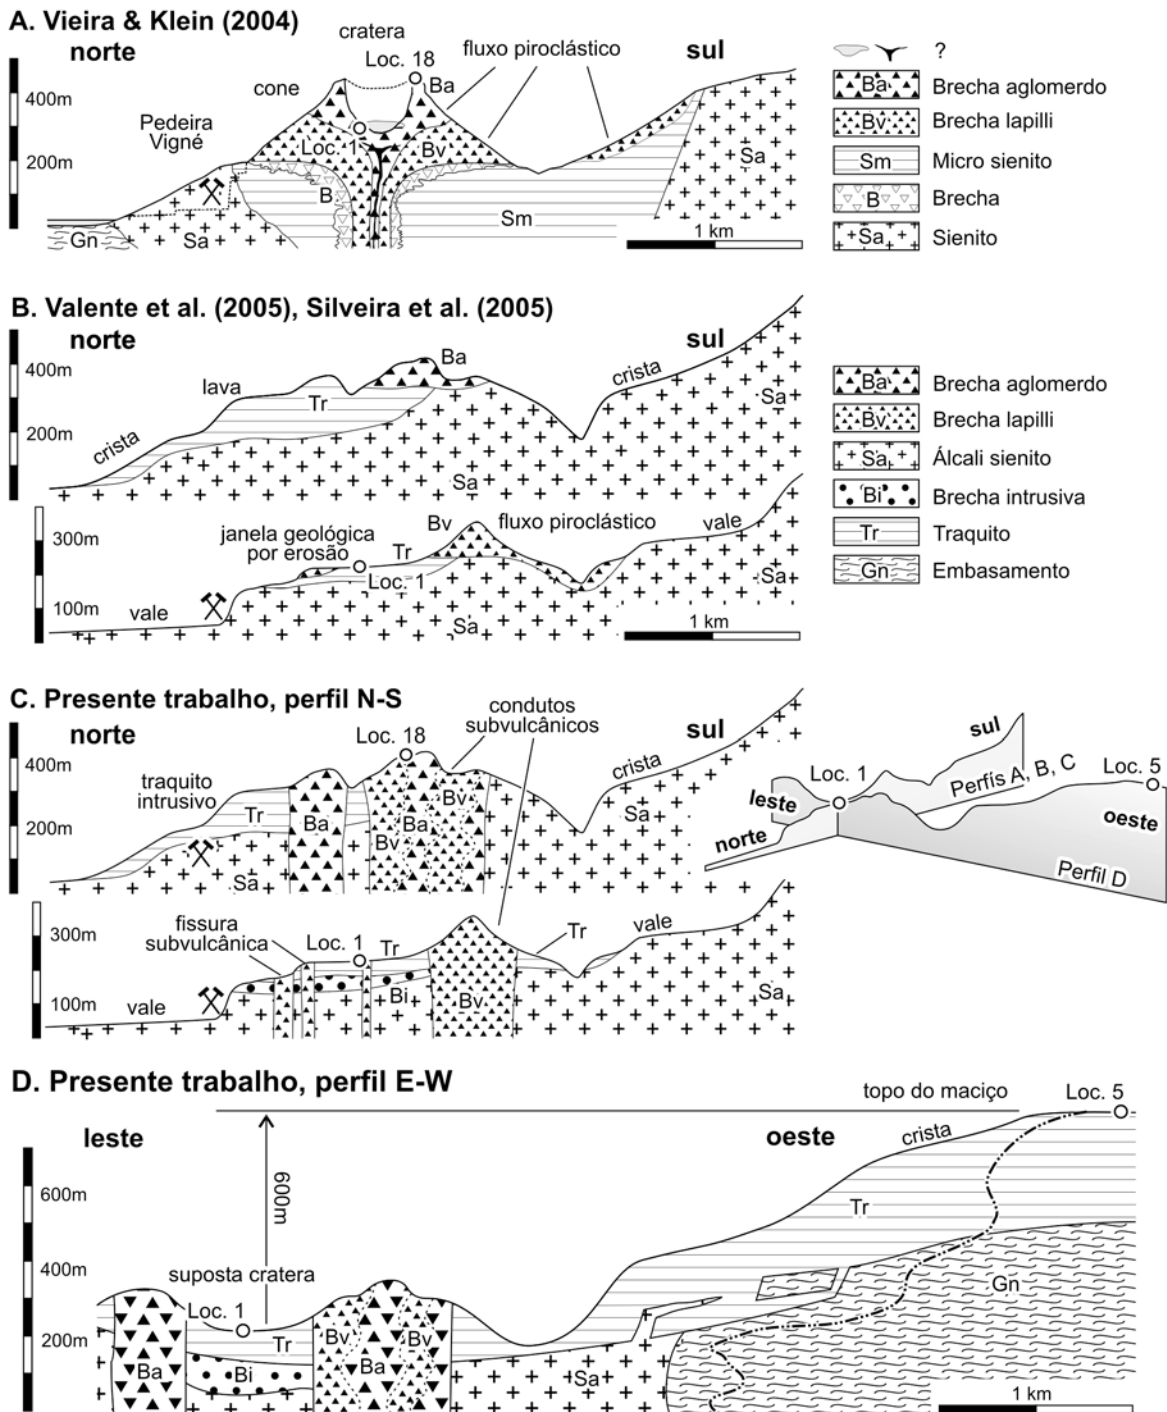 A. Vieira & Klein (2004)
norte
cratera
Loc. 18
fluxo piroclástico
sul
?
cone
Ba
400m
Pedeira
Vigné
Loc. 1
Bv
200m
B
Sm
Sa
Gn
Sa
1 km
Ba
Brecha aglomerdo
Bv
Brecha lapilli
Sm
Micro sienito
B
Brecha
Sa
Sienito
B. Valente et al. (2005), Silveira et al. (2005)
norte
sul
Ba
400m
lava
crista
Tr
Sa
200m
crista
Sa
300m
janela geológica
por erosão
Bv
fluxo piroclástico
vale
Tr
Loc. 1
Sa
100m
vale
Sa
1 km
Ba
Brecha aglomerdo
Bv
Brecha lapilli
Sa
Álcali sienito
Bi
Brecha intrusiva
Tr
Traquito
Gn
Embasamento
C. Presente trabalho, perfil N-S
condutos
subvulcânicos
norte
Loc. 18
sul
400m
traquito
intrusivo
crista
Tr
Ba
Bv
Ba
Bv
Sa
200m
Sa
fissura
subvulcânica
300m
Loc. 1
Tr
Tr
vale
Bi
Bv
Sa
100m
vale
sul
Loc. 1
Perfís A, B, C
Loc. 5
leste
oeste
norte
Perfil D
D. Presente trabalho, perfil E-W
topo do maciço
Loc. 5
leste
oeste
crista
600m
600m
Tr
400m
suposta cratera
Gn
Loc. 1
200m
Tr
Bv
Bv
Ba
Bi
Ba
Sa
1 km